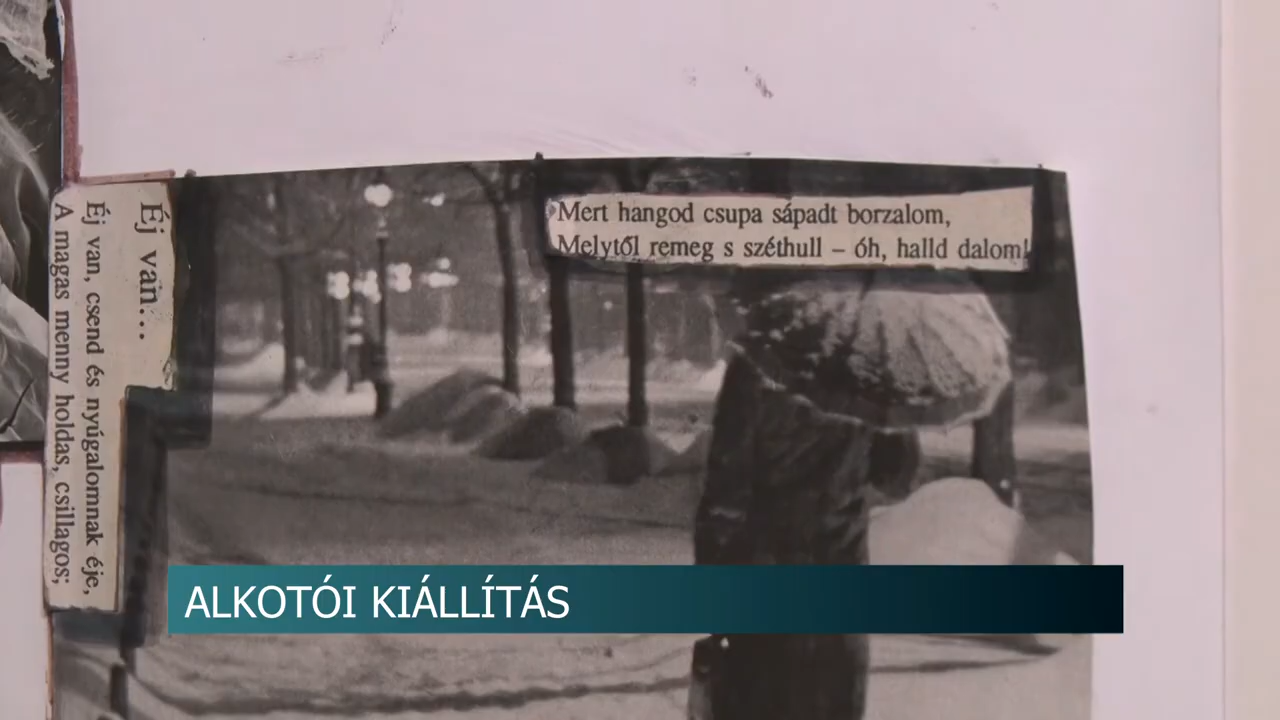 Mert hangod csupa sápadt borzalom,
Melytől remeg s széthull – óh, halld dalom!
Éj van...
Éj van, csend és nyúgalomnak éje,
A magas menny holdas, csillagos;
ALKOTÓI KIÁLLÍTÁS